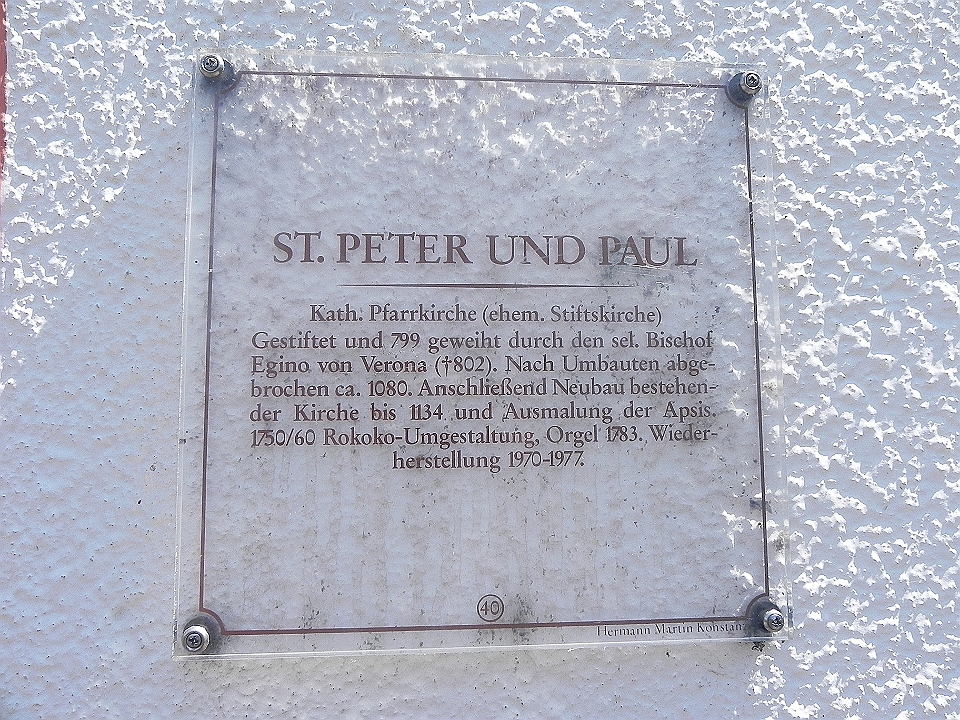 ST. PETER UND PAUL
Kath. Pfarrkirche (ehem. Stiftskirche)
Gestiftet und 799 geweiht durch den sel. Bischof
Egino von Verona (†802). Nach Umbauten abge-
brochen ca. 1080. Anschließend Neubau bestehen-
der Kirche bis 1134 und Ausmalung der Apsis.
1750/60 Rokoko-Umgestaltung, Orgel 1783. Wieder-
herstellung 1970-1977.
40
Hermann Martin Konstanz